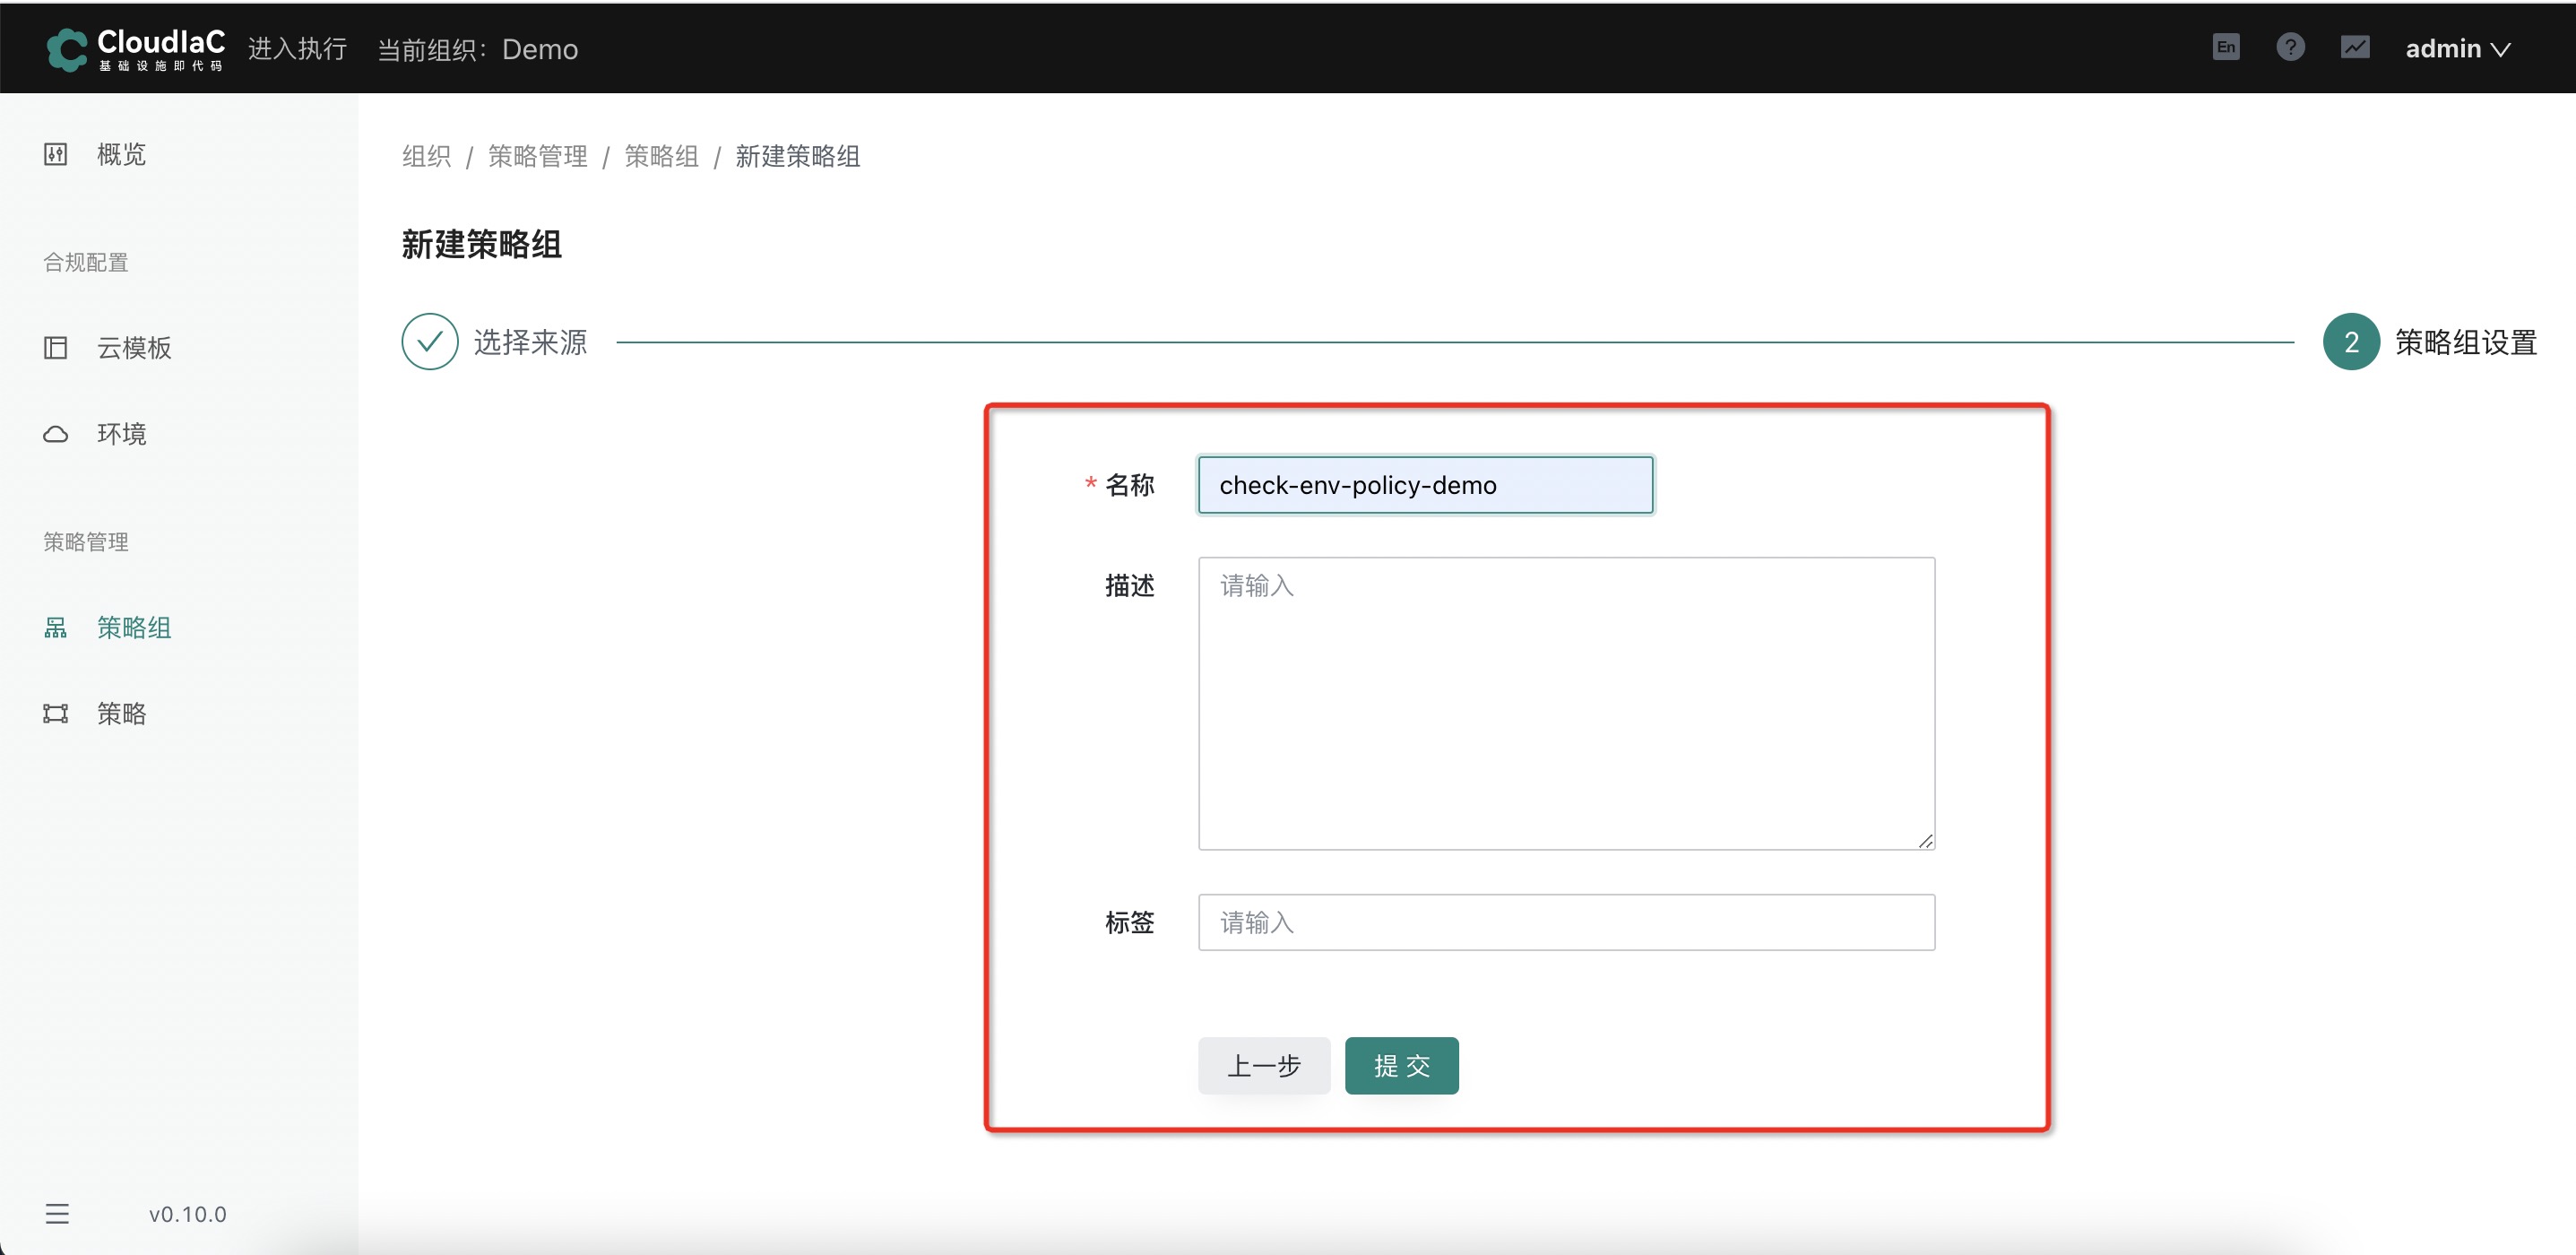 CloudIaC
基础设施即代码
进入执行
当前组织：Demo
En
?
admin
概览
合规配置
云模板
环境
策略管理
策略组
策略
v0.10.0
组织 / 策略管理 / 策略组 / 新建策略组
新建策略组
选择来源
2 策略组设置
* 名称 check-env-policy-demo
描述 请输入
标签 请输入
上一步 提 交